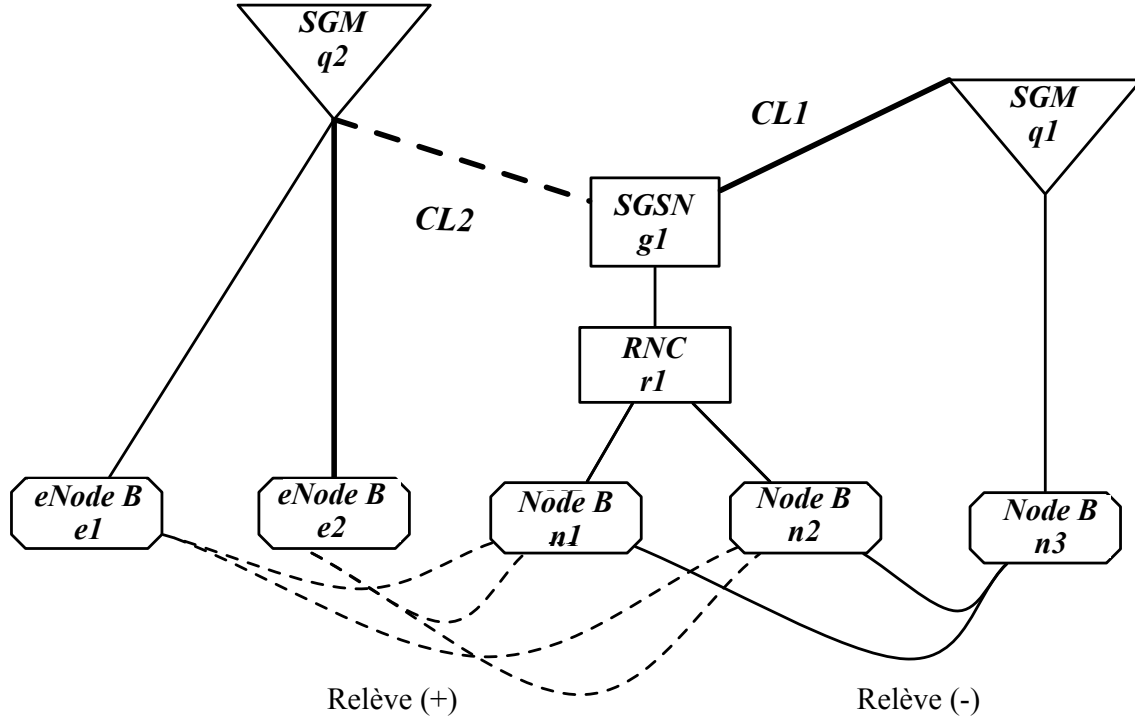 SGM
q2
SGM
q1
CL1
CL2
SGSN
g1
RNC
r1
eNode B
e1
eNode B
e2
Node B
n1
Node B
n2
Node B
n3
Relève (+)
Relève (-)